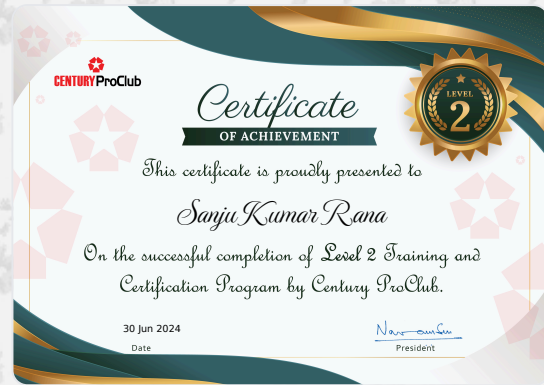 CENTURY ProClub
LEVEL
2
Certificate
OF ACHIEVEMENT
This certificate is proudly presented to
Sanju Kumar Rana
On the successful completion of Level 2 Training and
Certification Program by Century ProClub.
30 Jun 2024
Date
President